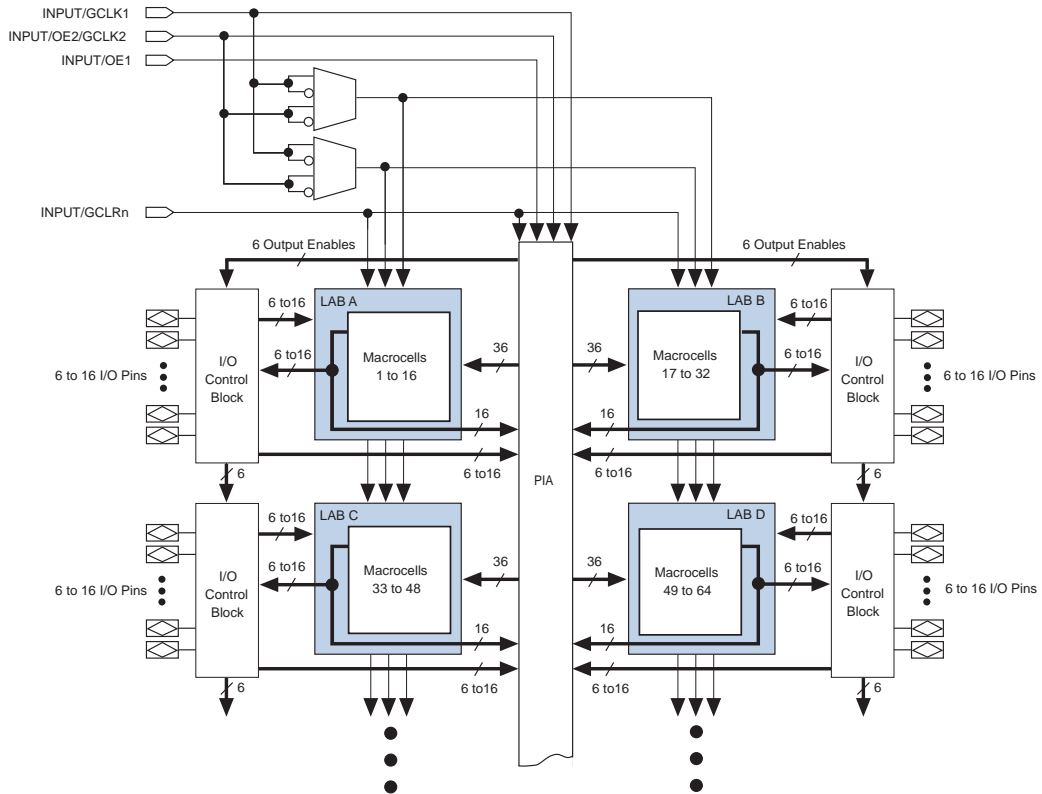 INPUT/GCLK1
INPUT/OE2/GCLK2
INPUT/OE1
INPUT/GCLRn
6 Output Enables
6 Output Enables
LAB A
LAB B
6 to16
6 to16
6 to16
6 to16
Macrocells
1 to 16
Macrocells
17 to 32
36
36
I/O
Control
Block
I/O
Control
Block
6 to 16 I/O Pins
6 to 16 I/O Pins
16
16
6 to16
6 to16
6
6
PIA
LAB C
LAB D
6 to16
6 to16
6 to16
6 to16
Macrocells
33 to 48
Macrocells
49 to 64
36
36
I/O
Control
Block
I/O
Control
Block
6 to 16 I/O Pins
6 to 16 I/O Pins
16
16
6 to16
6 to16
6
6